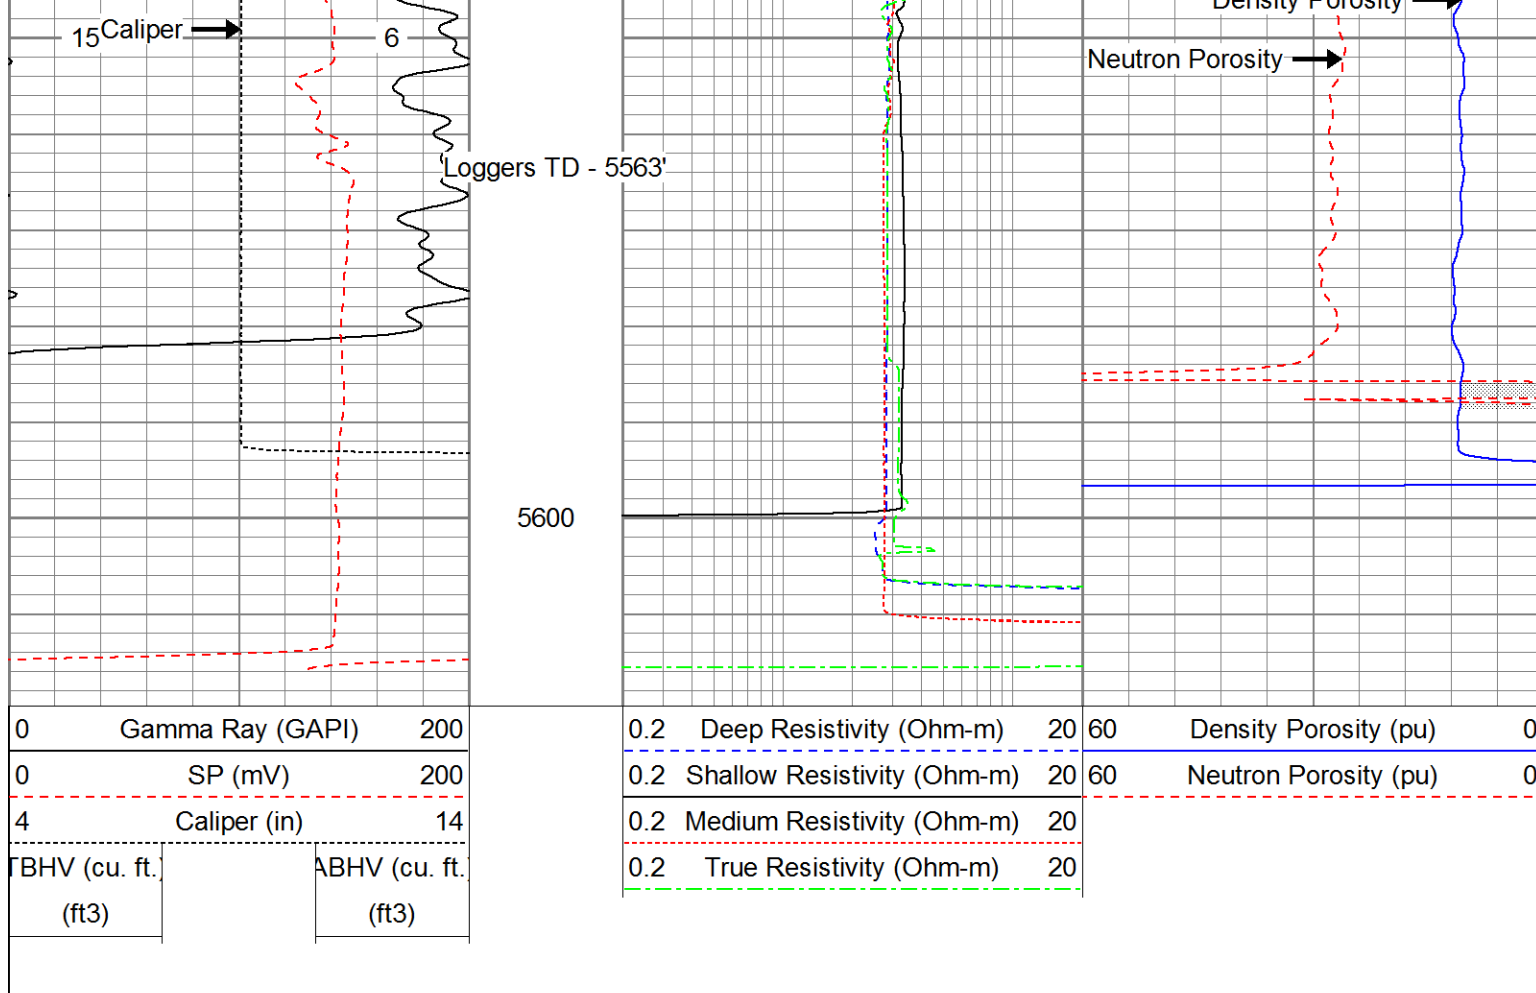 Density Porosity
15 Caliper 6
Neutron Porosity
Loggers TD - 5563'
5600
0 Gamma Ray (GAPI) 200
0.2 Deep Resistivity (Ohm-m) 20
60 Density Porosity (pu) 0
0 SP (mV) 200
0.2 Shallow Resistivity (Ohm-m) 20
60 Neutron Porosity (pu) 0
4 Caliper (in) 14
0.2 Medium Resistivity (Ohm-m) 20
TBHV (cu. ft.)
ABHV (cu. ft.)
0.2 True Resistivity (Ohm-m) 20
(ft3)
(ft3)